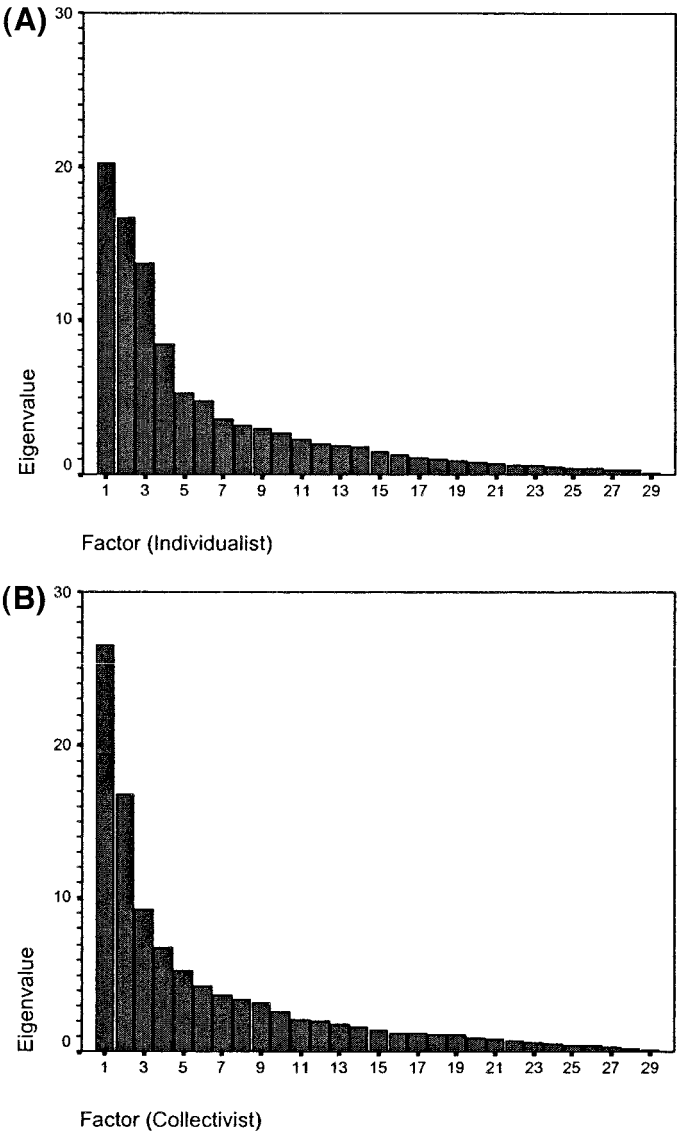 (A)
30
20
10
0
Eigenvalue
1 3 5 7 9 11 13 15 17 19 21 23 25 27 29
Factor (Individualist)
(B)
30
20
10
0
Eigenvalue
1 3 5 7 9 11 13 15 17 19 21 23 25 27 29
Factor (Collectivist)